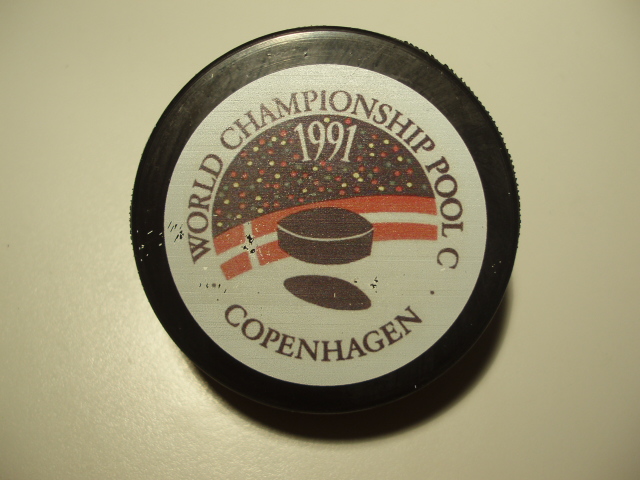 WORLD CHAMPIONSHIP POOL C
1991
COPENHAGEN